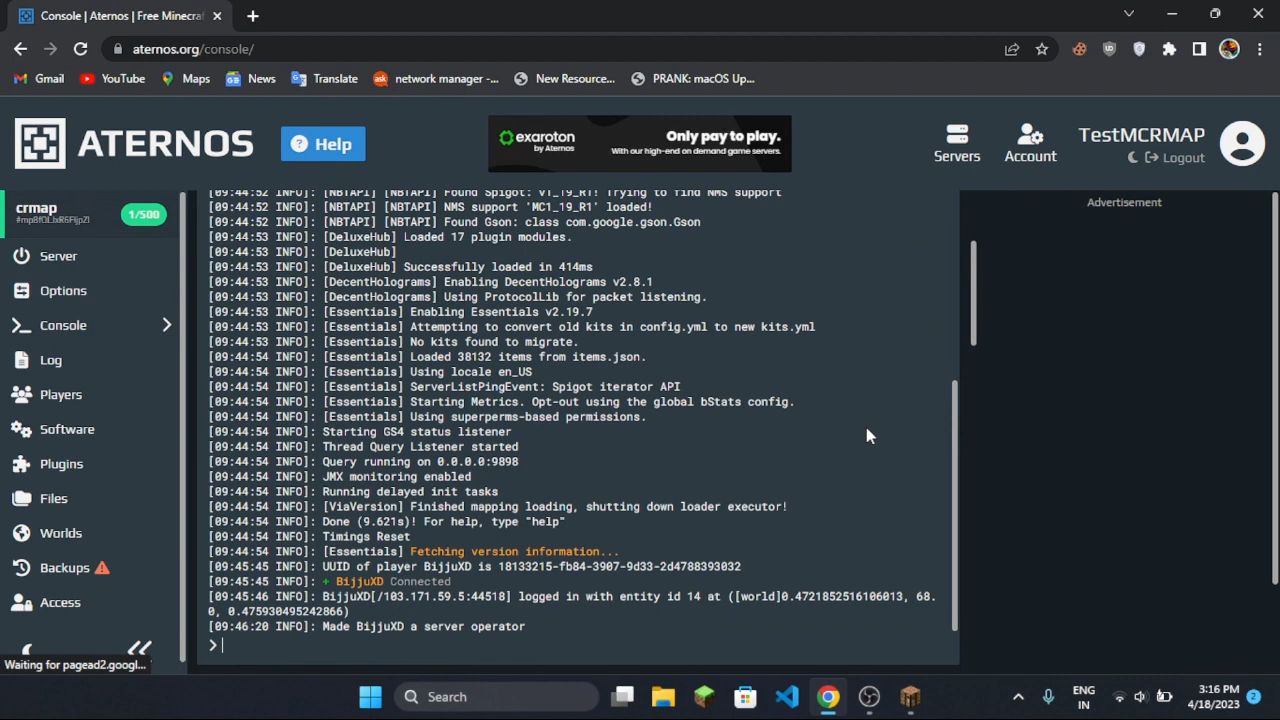 Console | Aternos | Free Minecra
aternos.org/console/
Gmail
YouTube
Maps
News
Translate
ask
network manager -...
New Resource...
PRANK: macOS Up...
ATERNOS
? Help
exaroton
by Aternos
Only pay to play.
With our high-end on demand game servers.
Servers
Account
TestMCRMAP
Logout
crmap
1/500
Server
Options
Console
Log
Players
Software
Plugins
Files
Worlds
Backups
Access
Advertisement
[09:44:52 INFO]: [NBTAPI] [NBTAPI] Found Spigot: v1_19_R1! Trying to find NMS support
[09:44:52 INFO]: [NBTAPI] [NBTAPI] NMS support 'MC1_19_R1' loaded!
[09:44:52 INFO]: [NBTAPI] [NBTAPI] Found Gson: class com.google.gson.Gson
[09:44:53 INFO]: [DeluxeHub] Loaded 17 plugin modules.
[09:44:53 INFO]: [DeluxeHub]
[09:44:53 INFO]: [DeluxeHub] Successfully loaded in 414ms
[09:44:53 INFO]: [DecentHolograms] Enabling DecentHolograms v2.8.1
[09:44:53 INFO]: [DecentHolograms] Using ProtocolLib for packet listening.
[09:44:53 INFO]: [Essentials] Enabling Essentials v2.19.7
[09:44:53 INFO]: [Essentials] Attempting to convert old kits in config.yml to new kits.yml
[09:44:53 INFO]: [Essentials] No kits found to migrate.
[09:44:54 INFO]: [Essentials] Loaded 38132 items from items.json.
[09:44:54 INFO]: [Essentials] Using locale en_US
[09:44:54 INFO]: [Essentials] ServerListPingEvent: Spigot iterator API
[09:44:54 INFO]: [Essentials] Starting Metrics. Opt-out using the global bStats config.
[09:44:54 INFO]: [Essentials] Using superperms-based permissions.
[09:44:54 INFO]: Starting GS4 status listener
[09:44:54 INFO]: Thread Query Listener started
[09:44:54 INFO]: Query running on 0.0.0.0:9898
[09:44:54 INFO]: JMX monitoring enabled
[09:44:54 INFO]: Running delayed init tasks
[09:44:54 INFO]: [ViaVersion] Finished mapping loading, shutting down loader executor!
[09:44:54 INFO]: Done (9.621s)! For help, type "help"
[09:44:54 INFO]: Timings Reset
[09:44:54 INFO]: [Essentials] Fetching version information...
[09:45:45 INFO]: UUID of player BijjuXD is 18133215-fb84-3907-9d33-2d4788393032
[09:45:45 INFO]: + BijjuXD Connected
[09:45:46 INFO]: BijjuXD[/103.171.59.5:44518] logged in with entity id 14 at ([world]0.4721852516106013, 68.
0, 0.475930495242866)
[09:46:20 INFO]: Made BijjuXD a server operator
>
Waiting for pagead2.googl...
Search
ENG
IN
3:16 PM
4/18/2023
2